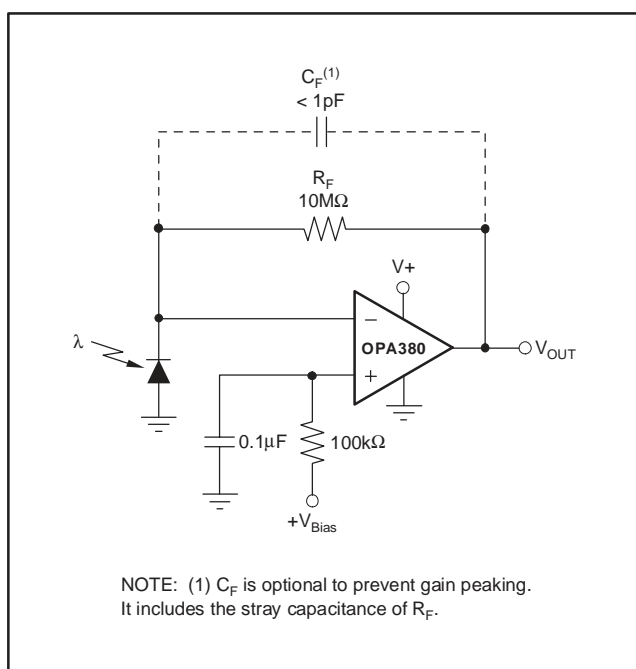 C_F(1)
< 1pF
R_F
10MΩ
V+
λ
−
OPA380
+
V_OUT
0.1µF
100kΩ
+V_Bias
NOTE: (1) C_F is optional to prevent gain peaking.
It includes the stray capacitance of R_F.